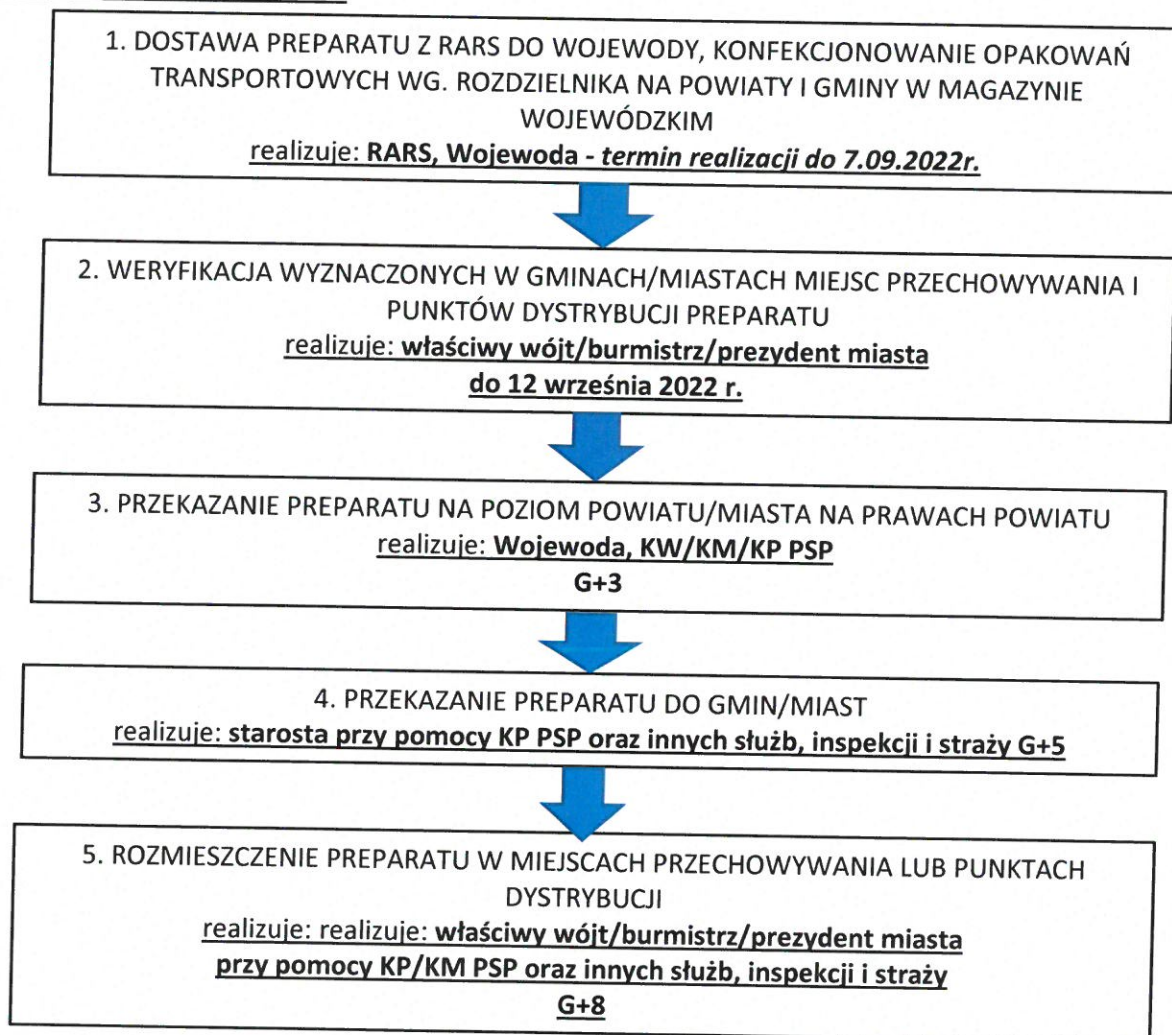 1. DOSTAWA PREPARATU Z RARS DO WOJEWODY, KONFEKCJONOWANIE OPAKOWAŃ
TRANSPORTOWYCH WG. ROZDZIELNIKA NA POWIATY I GMINY W MAGAZYNIE
WOJEWÓDZKIM
realizuje: RARS, Wojewoda - termin realizacji do 7.09.2022r.
2. WERYFIKACJA WYZNACZONYCH W GMINACH/MIASTACH MIEJSC PRZECHOWYWANIA I
PUNKTÓW DYSTRYBUCJI PREPARATU
realizuje: właściwy wójt/burmistrz/prezydent miasta
do 12 września 2022 r.
3. PRZEKAZANIE PREPARATU NA POZIOM POWIATU/MIASTA NA PRAWACH POWIATU
realizuje: Wojewoda, KW/KM/KP PSP
G+3
4. PRZEKAZANIE PREPARATU DO GMIN/MIAST
realizuje: starosta przy pomocy KP PSP oraz innych służb, inspekcji i straży G+5
5. ROZMIESZCZENIE PREPARATU W MIEJSCACH PRZECHOWYWANIA LUB PUNKTACH
DYSTRYBUCJI
realizuje: realizuje: właściwy wójt/burmistrz/prezydent miasta
przy pomocy KP/KM PSP oraz innych służb, inspekcji i straży
G+8